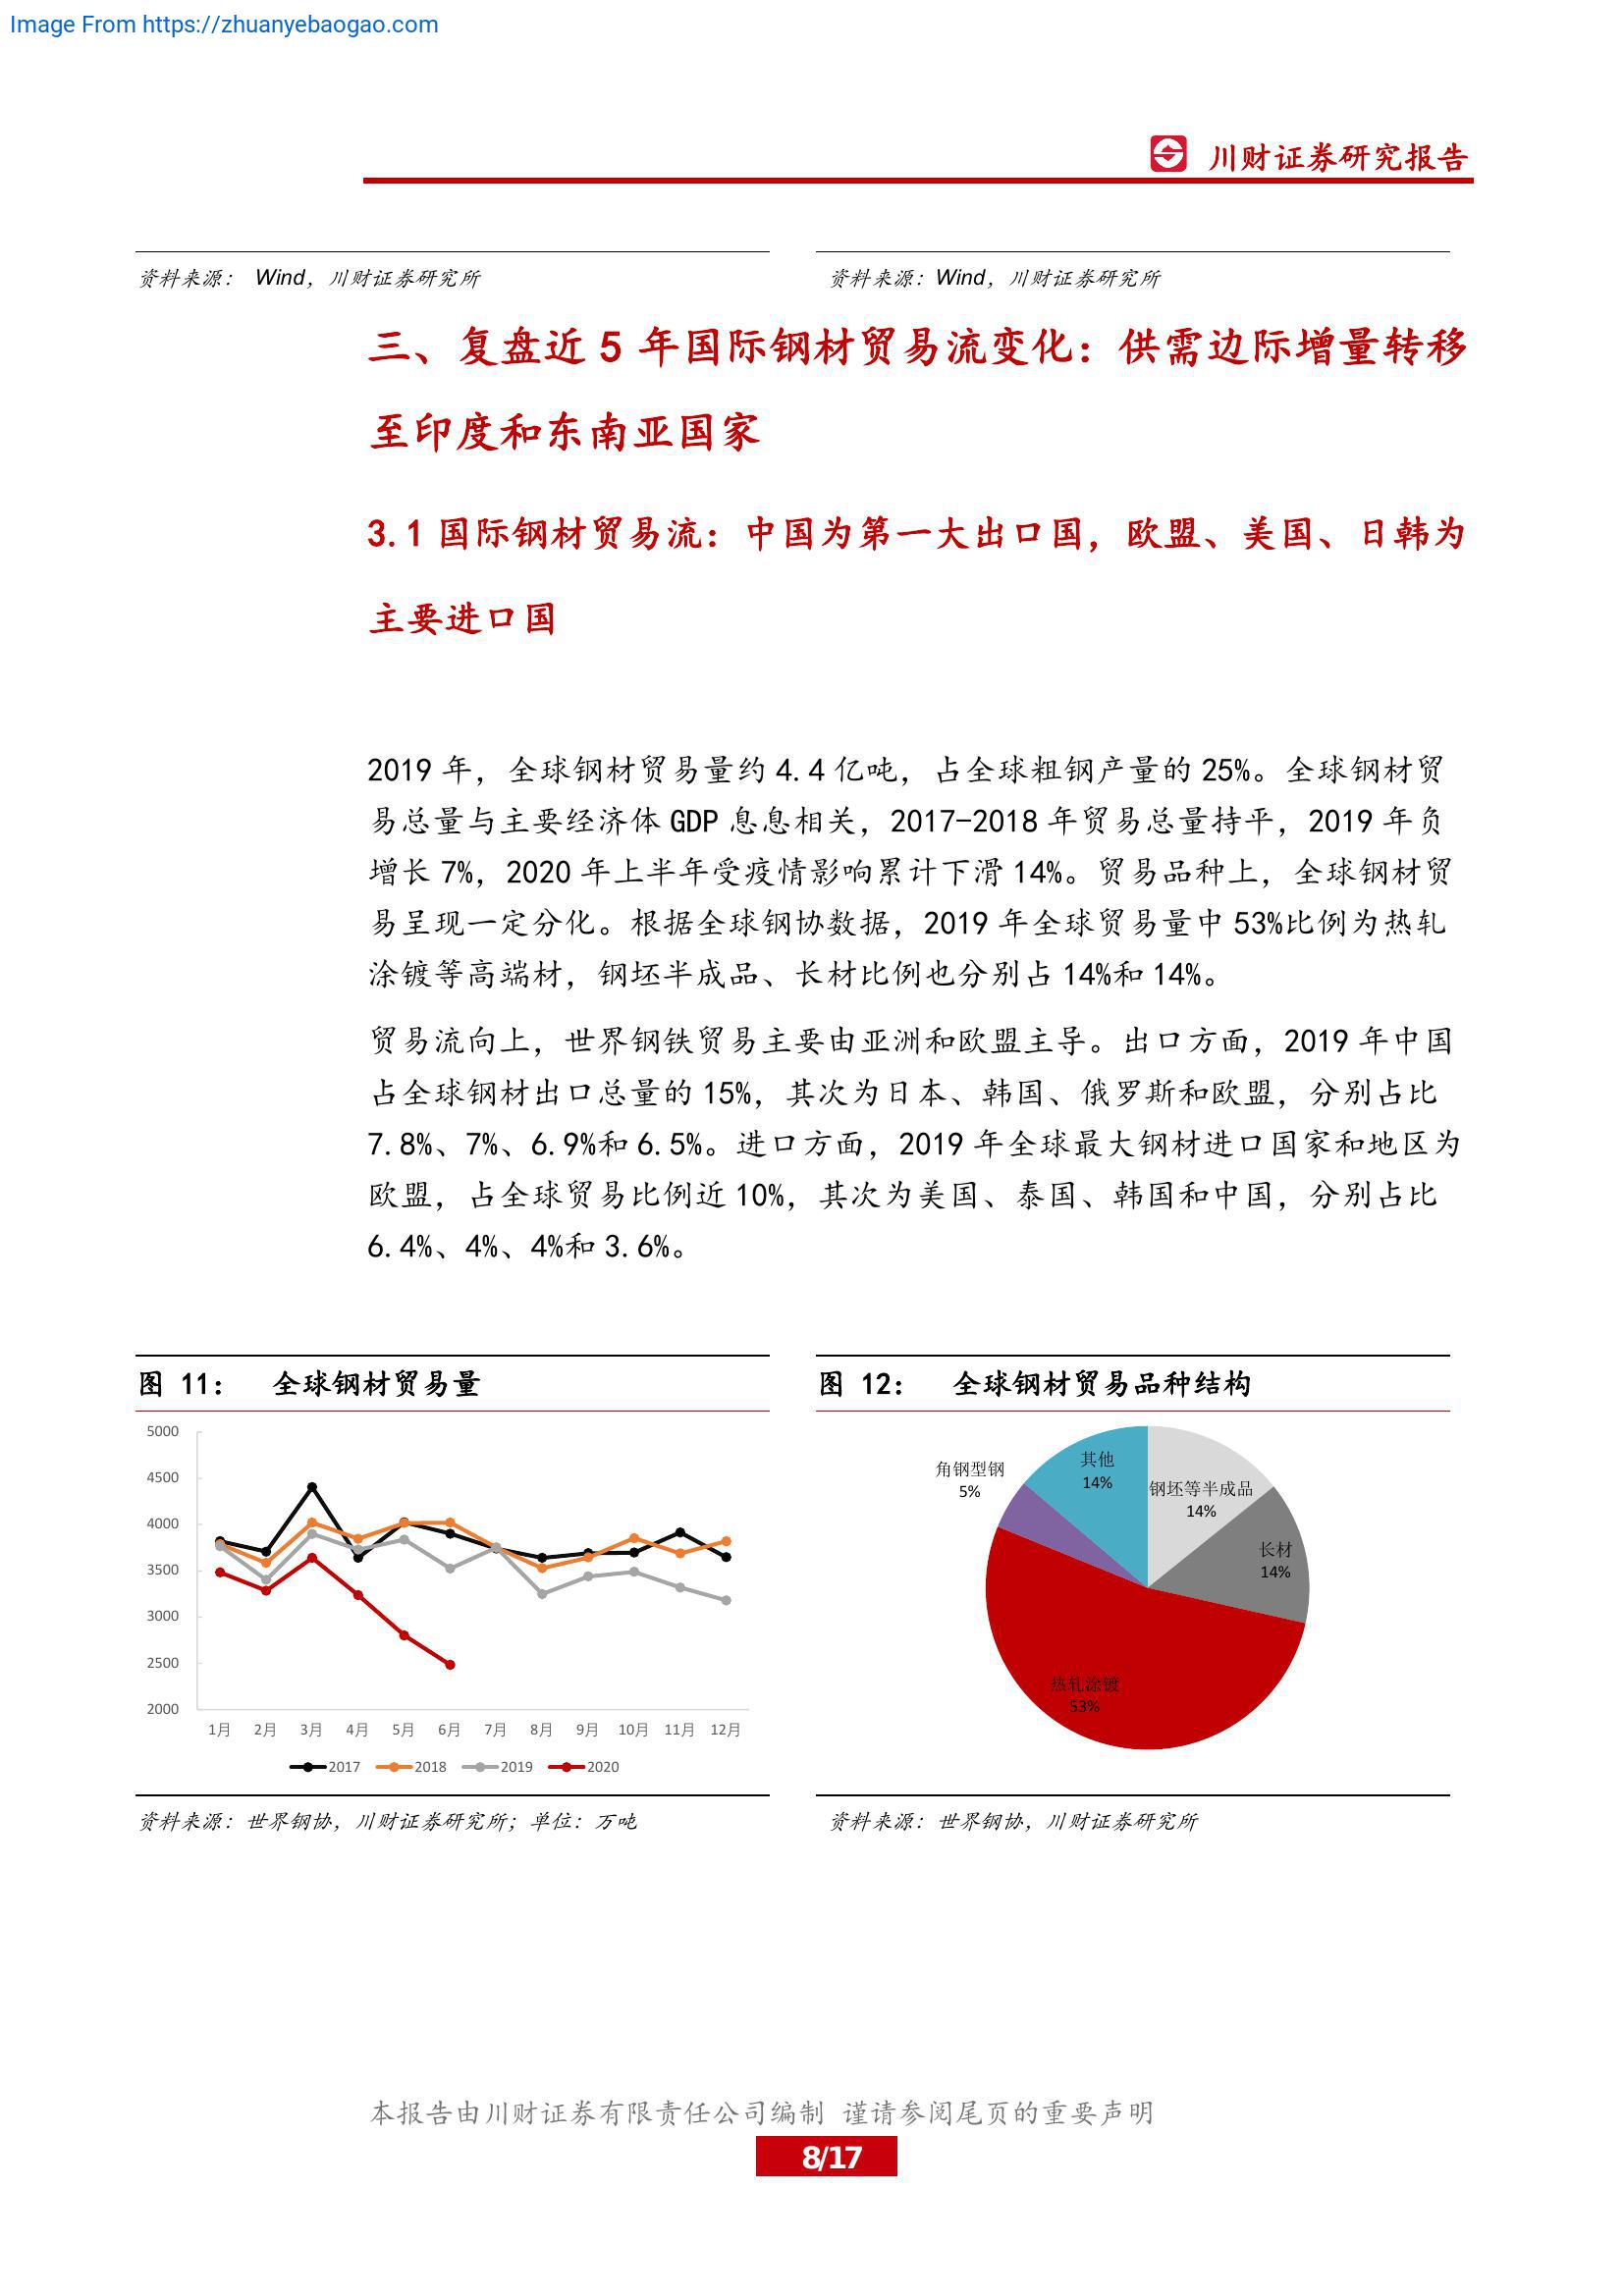 Image From https://zhuanyebaogao.com
川财证券研究报告
资料来源： Wind，川财证券研究所
资料来源：Wind，川财证券研究所
三、复盘近 5 年国际钢材贸易流变化：供需边际增量转移
至印度和东南亚国家
3.1 国际钢材贸易流：中国为第一大出口国，欧盟、美国、日韩为
主要进口国
2019 年，全球钢材贸易量约 4.4 亿吨，占全球粗钢产量的 25%。全球钢材贸
易总量与主要经济体 GDP 息息相关，2017-2018 年贸易总量持平，2019 年负
增长 7%，2020 年上半年受疫情影响累计下滑 14%。贸易品种上，全球钢材贸
易呈现一定分化。根据全球钢协数据，2019 年全球贸易量中 53%比例为热轧
涂镀等高端材，钢坯半成品、长材比例也分别占 14%和 14%。
贸易流向上，世界钢铁贸易主要由亚洲和欧盟主导。出口方面，2019 年中国
占全球钢材出口总量的 15%，其次为日本、韩国、俄罗斯和欧盟，分别占比
7.8%、7%、6.9%和 6.5%。进口方面，2019 年全球最大钢材进口国家和地区为
欧盟，占全球贸易比例近 10%，其次为美国、泰国、韩国和中国，分别占比
6.4%、4%、4%和 3.6%。
图 11： 全球钢材贸易量
5000
4500
4000
3500
3000
2500
2000
1月 2月 3月 4月 5月 6月 7月 8月 9月 10月 11月 12月
2017 2018 2019 2020
资料来源：世界钢协，川财证券研究所；单位：万吨
图 12： 全球钢材贸易品种结构
其他
14%
角钢型钢
5%
钢坯等半成品
14%
长材
14%
热轧涂镀
53%
资料来源：世界钢协，川财证券研究所
本报告由川财证券有限责任公司编制 谨请参阅尾页的重要声明
8/17